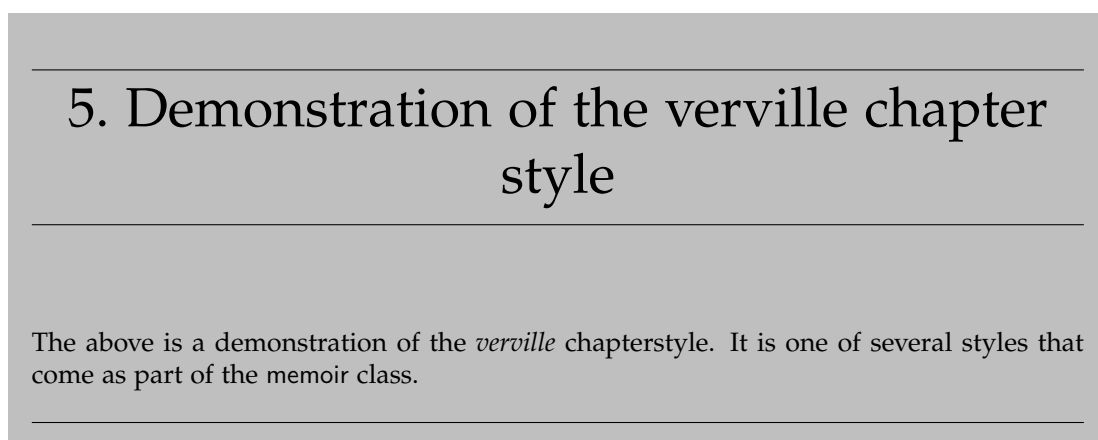 5. Demonstration of the verville chapter
style
The above is a demonstration of the verville chapterstyle. It is one of several styles that
come as part of the memoir class.